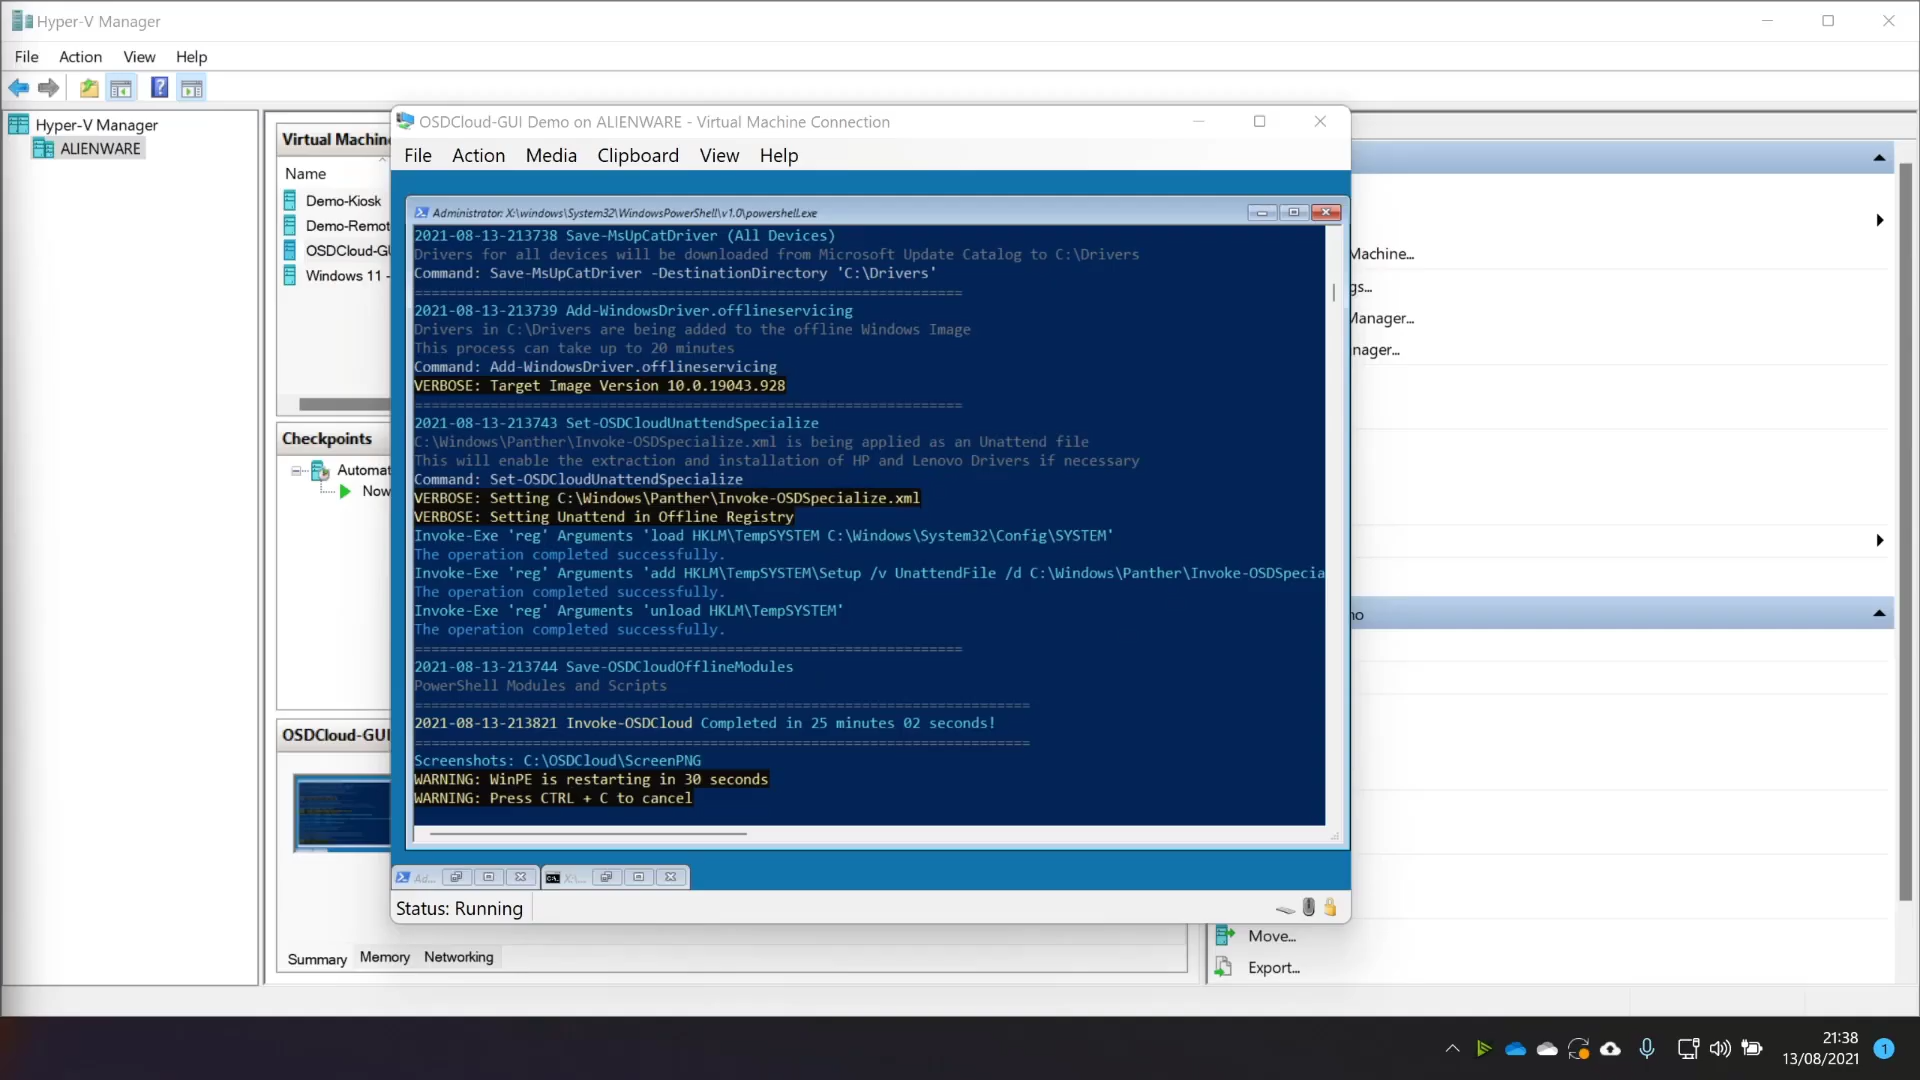 Hyper-V Manager
File Action View Help
Hyper-V Manager
ALIENWARE
Virtual Machin
Name
Demo-Kiosk
Demo-Remot
OSDCloud-GU
Windows 11 -
Checkpoints
Automat
Now
OSDCloud-GUI
Summary Memory Networking
OSDCloud-GUI Demo on ALIENWARE - Virtual Machine Connection
File Action Media Clipboard View Help
Administrator: X:\windows\System32\WindowsPowerShell\v1.0\powershell.exe
2021-08-13-213738 Save-MsUpCatDriver (All Devices)
Drivers for all devices will be downloaded from Microsoft Update Catalog to C:\Drivers
Command: Save-MsUpCatDriver -DestinationDirectory 'C:\Drivers'
=================================================================
2021-08-13-213739 Add-WindowsDriver.offlineservicing
Drivers in C:\Drivers are being added to the offline Windows Image
This process can take up to 20 minutes
Command: Add-WindowsDriver.offlineservicing
VERBOSE: Target Image Version 10.0.19043.928
=================================================================
2021-08-13-213743 Set-OSDCloudUnattendSpecialize
C:\Windows\Panther\Invoke-OSDSpecialize.xml is being applied as an Unattend file
This will enable the extraction and installation of HP and Lenovo Drivers if necessary
Command: Set-OSDCloudUnattendSpecialize
VERBOSE: Setting C:\Windows\Panther\Invoke-OSDSpecialize.xml
VERBOSE: Setting Unattend in Offline Registry
Invoke-Exe 'reg' Arguments 'load HKLM\TempSYSTEM C:\Windows\System32\Config\SYSTEM'
The operation completed successfully.
Invoke-Exe 'reg' Arguments 'add HKLM\TempSYSTEM\Setup /v UnattendFile /d C:\Windows\Panther\Invoke-OSDSpecia
The operation completed successfully.
Invoke-Exe 'reg' Arguments 'unload HKLM\TempSYSTEM'
The operation completed successfully.
=================================================================
2021-08-13-213744 Save-OSDCloudOfflineModules
PowerShell Modules and Scripts
=========================================================================
2021-08-13-213821 Invoke-OSDCloud Completed in 25 minutes 02 seconds!
=========================================================================
Screenshots: C:\OSDCloud\ScreenPNG
WARNING: WinPE is restarting in 30 seconds
WARNING: Press CTRL + C to cancel
Ad... X:\...
Status: Running
Machine...
gs...
Manager...
nager...
no
Move...
Export...
21:38
13/08/2021
1